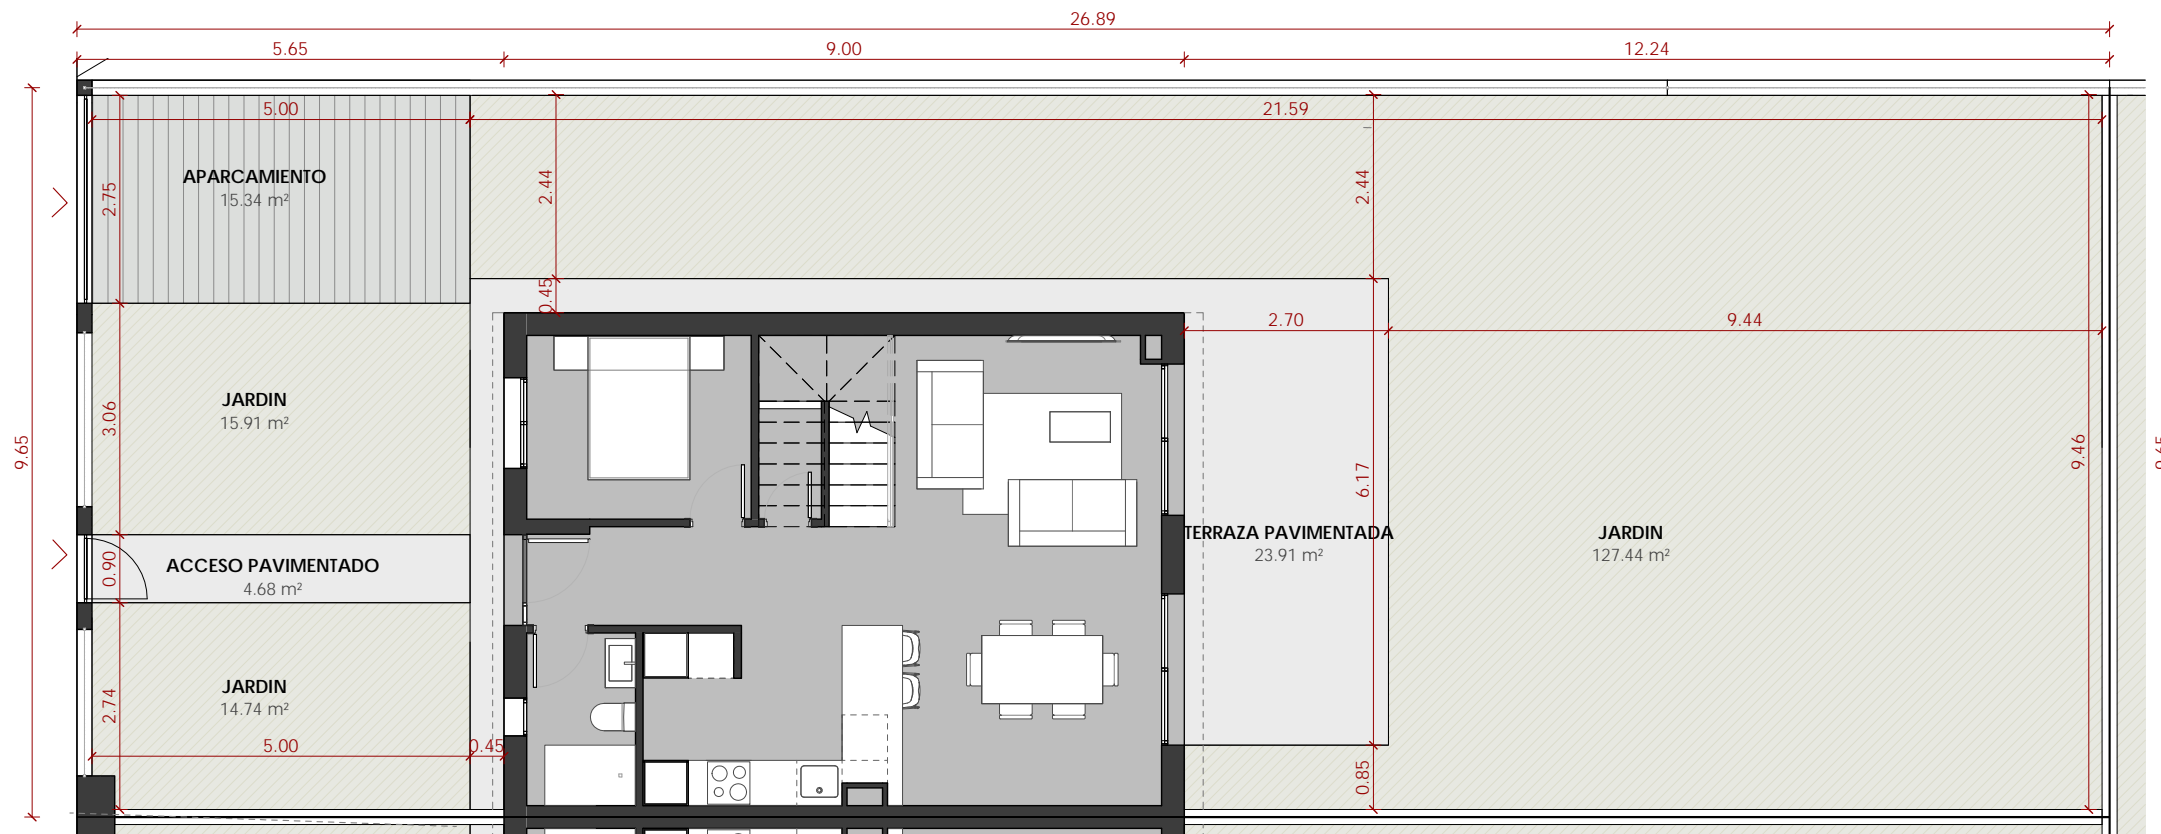 26.89
5.65
9.00
12.24
5.00
21.59
APARCAMIENTO
15.34 m²
2.75
2.44
2.44
0.45
2.70
9.44
JARDIN
15.91 m²
3.06
9.65
6.17
9.46
TERRAZA PAVIMENTADA
23.91 m²
JARDIN
127.44 m²
ACCESO PAVIMENTADO
4.68 m²
0.90
JARDIN
14.74 m²
2.74
5.00
0.45
0.85